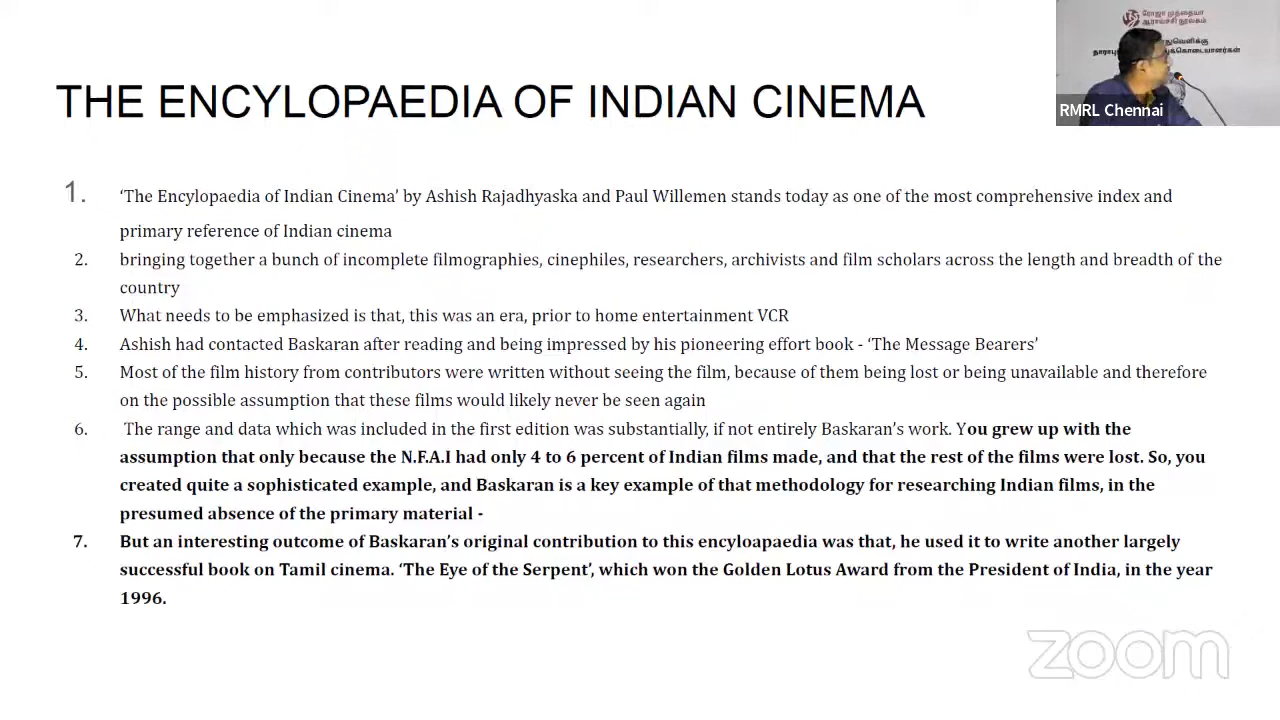 ரோஜா முத்தையா
ஆராய்ச்சி நூலகம்
THE ENCYLOPAEDIA OF INDIAN CINEMA
RMRL Chennai
1. ‘The Encylopaedia of Indian Cinema’ by Ashish Rajadhyaska and Paul Willemen stands today as one of the most comprehensive index and
primary reference of Indian cinema
2. bringing together a bunch of incomplete filmographies, cinephiles, researchers, archivists and film scholars across the length and breadth of the
country
3. What needs to be emphasized is that, this was an era, prior to home entertainment VCR
4. Ashish had contacted Baskaran after reading and being impressed by his pioneering effort book - ‘The Message Bearers’
5. Most of the film history from contributors were written without seeing the film, because of them being lost or being unavailable and therefore
on the possible assumption that these films would likely never be seen again
6. The range and data which was included in the first edition was substantially, if not entirely Baskaran’s work. You grew up with the
assumption that only because the N.F.A.I had only 4 to 6 percent of Indian films made, and that the rest of the films were lost. So, you
created quite a sophisticated example, and Baskaran is a key example of that methodology for researching Indian films, in the
presumed absence of the primary material -
7. But an interesting outcome of Baskaran’s original contribution to this encyloapaedia was that, he used it to write another largely
successful book on Tamil cinema. ‘The Eye of the Serpent’, which won the Golden Lotus Award from the President of India, in the year
1996.
zoom